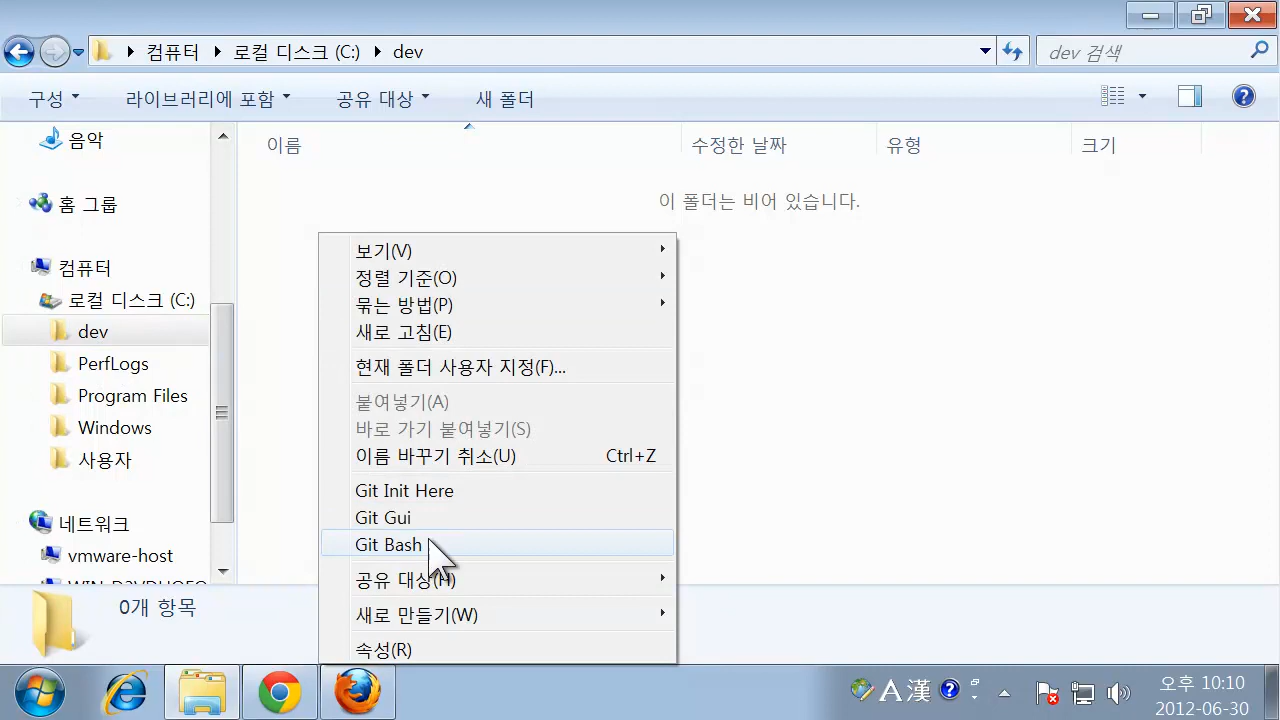 컴퓨터 로컬 디스크 (C:) dev
dev 검색
구성 라이브러리에 포함 공유 대상 새 폴더
음악
홈 그룹
컴퓨터
로컬 디스크 (C:)
dev
PerfLogs
Program Files
Windows
사용자
네트워크
vmware-host
이름 수정한 날짜 유형 크기
이 폴더는 비어 있습니다.
보기(V)
정렬 기준(O)
묶는 방법(P)
새로 고침(E)
현재 폴더 사용자 지정(F)...
붙여넣기(A)
바로 가기 붙여넣기(S)
이름 바꾸기 취소(U) Ctrl+Z
Git Init Here
Git Gui
Git Bash
공유 대상(H)
새로 만들기(W)
속성(R)
0개 항목
A 漢
오후 10:10
2012-06-30